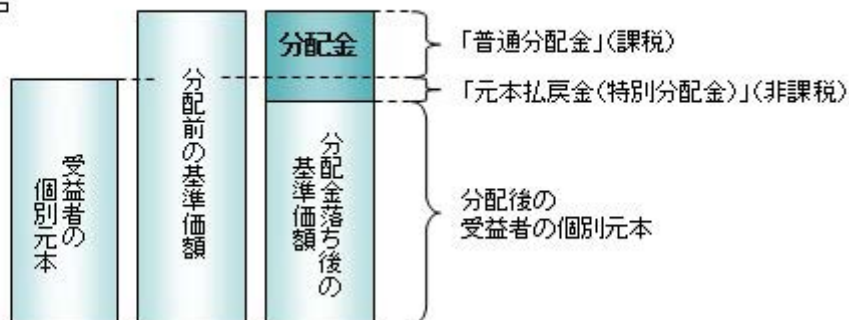 受益者の
個別元本
分配前の基準価額
分配金
分配金落ち後の
基準価額
「普通分配金」(課税)
「元本払戻金(特別分配金)」(非課税)
分配後の
受益者の個別元本